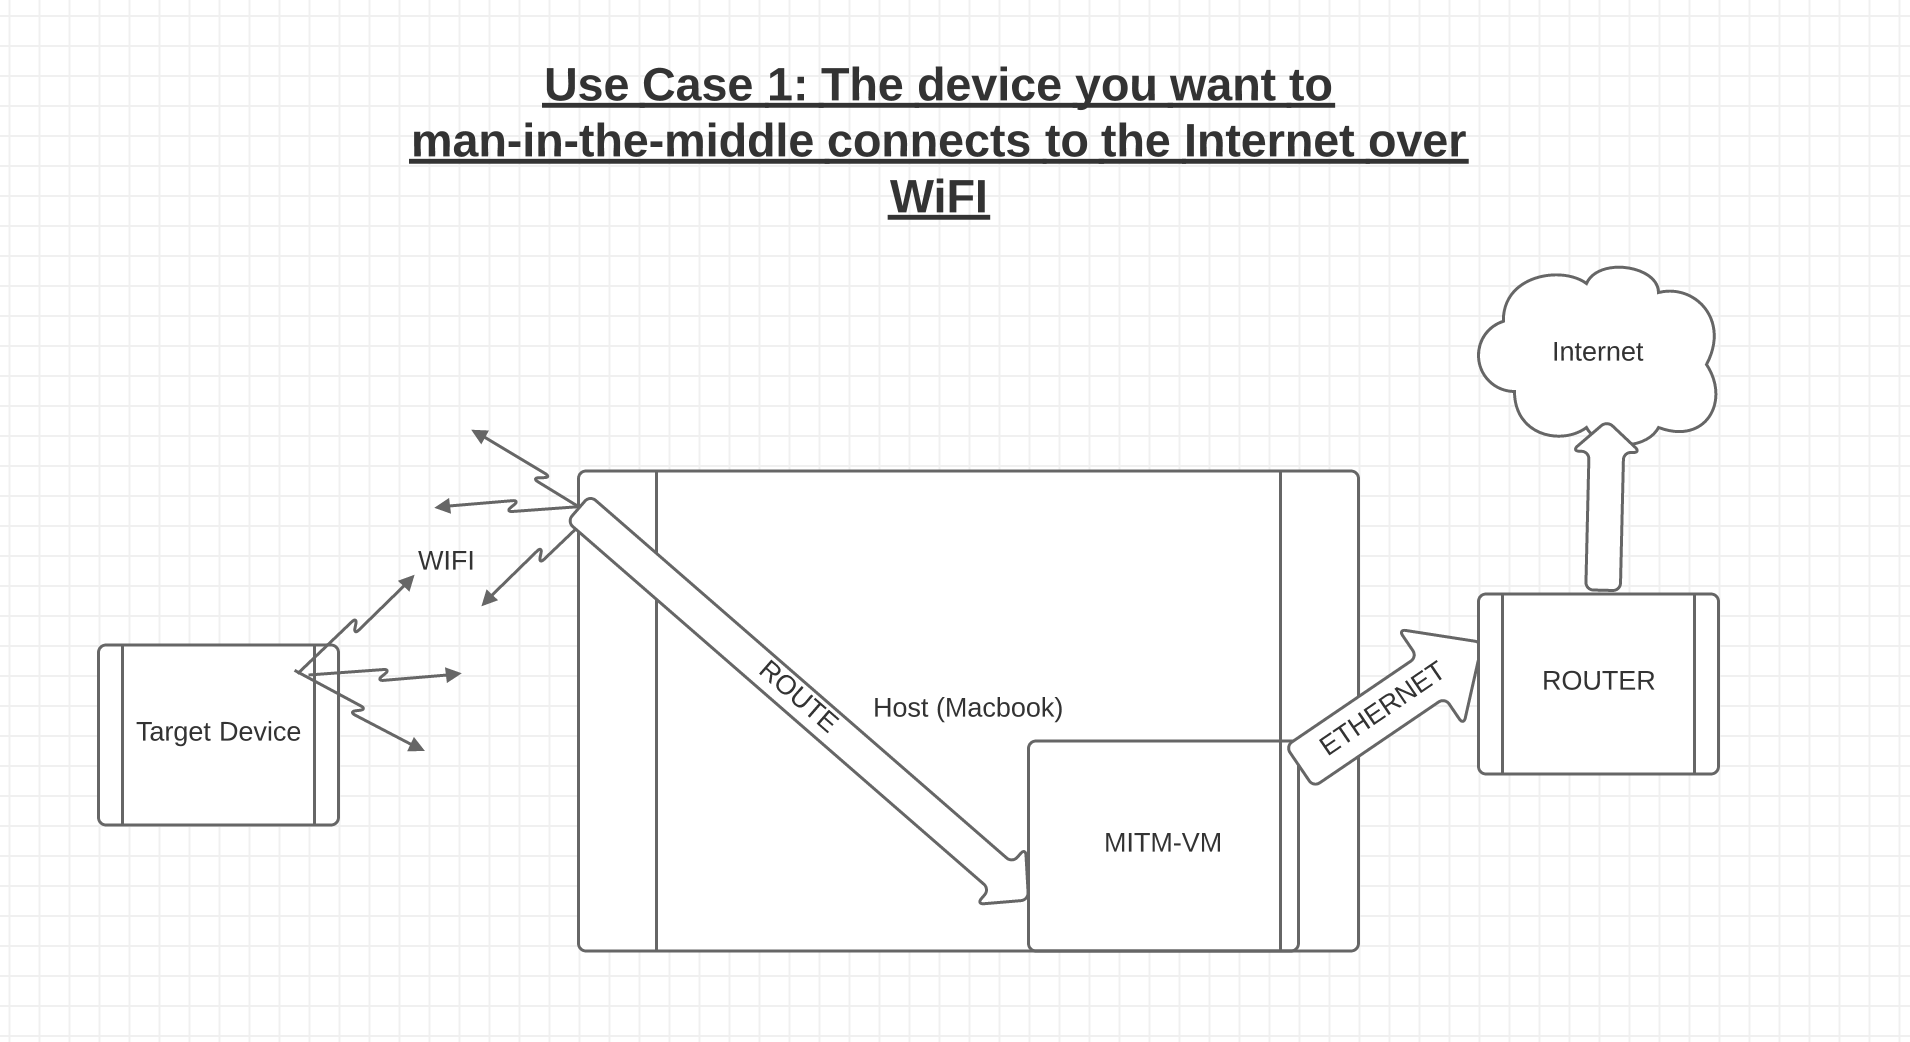 Use Case 1: The device you want to
man-in-the-middle connects to the Internet over
WiFI
Internet
WIFI
Target Device
ROUTE
Host (Macbook)
ETHERNET
ROUTER
MITM-VM